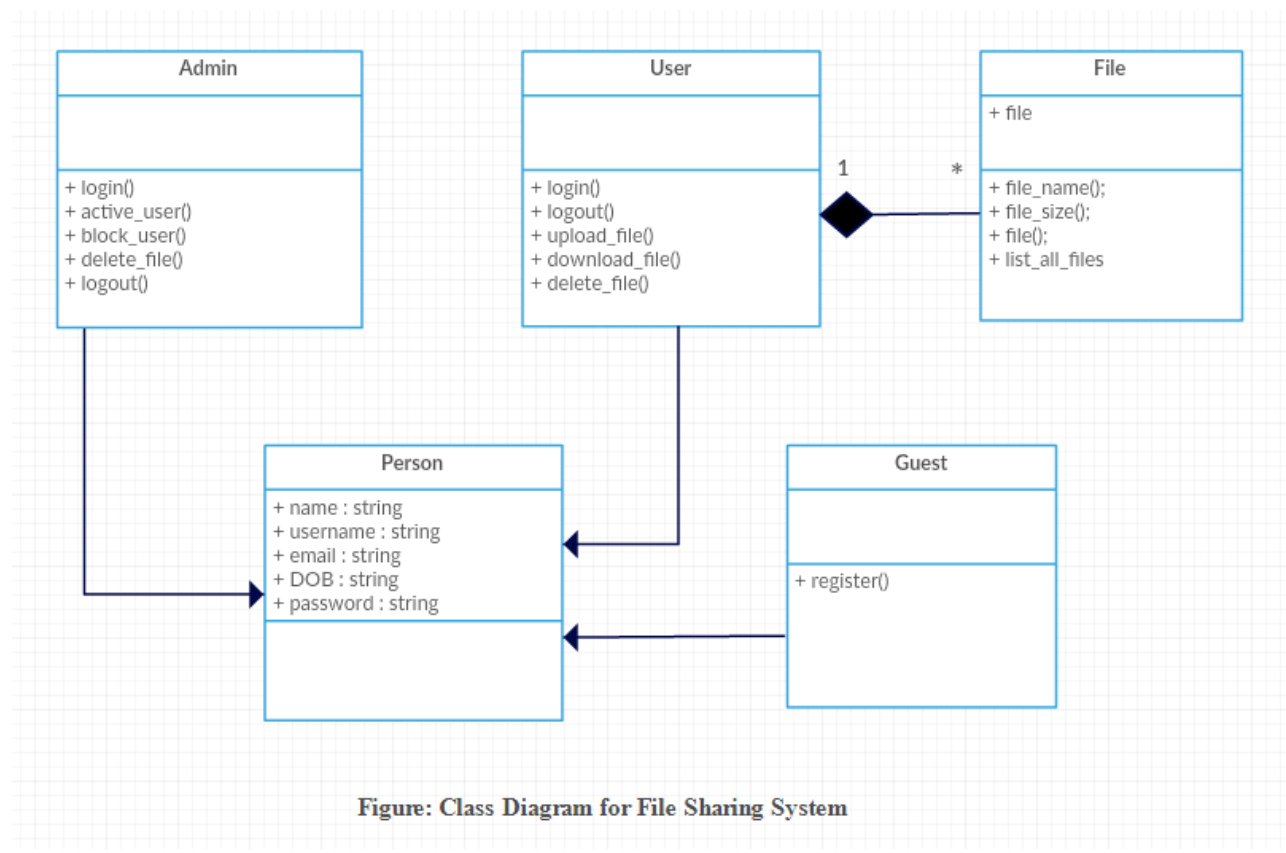 Admin
+ login()
+ active_user()
+ block_user()
+ delete_file()
+ logout()
User
+ login()
+ logout()
+ upload_file()
+ download_file()
+ delete_file()
1
*
File
+ file
+ file_name();
+ file_size();
+ file();
+ list_all_files
Person
+ name : string
+ username : string
+ email : string
+ DOB : string
+ password : string
Guest
+ register()
Figure: Class Diagram for File Sharing System